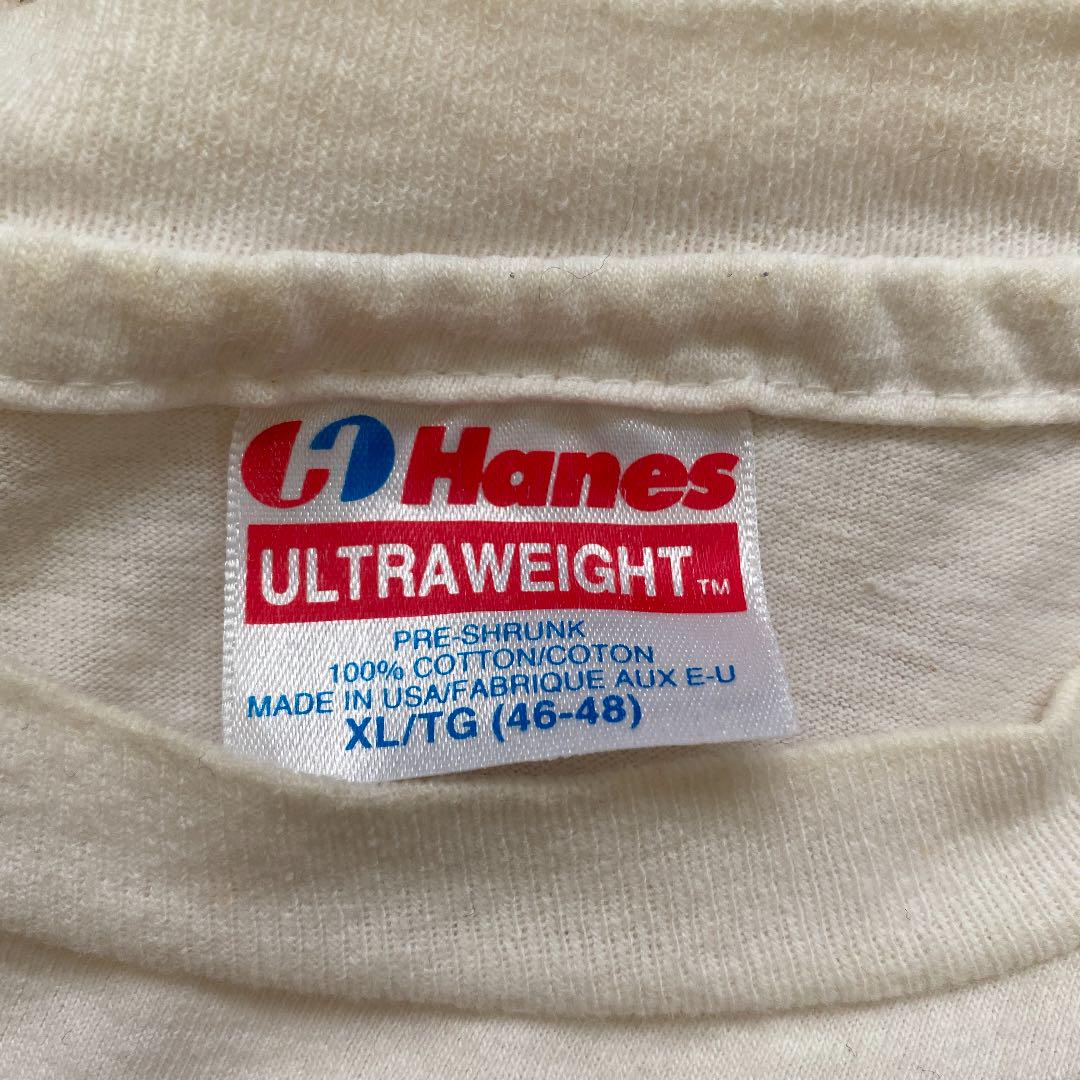 Hanes
ULTRAWEIGHT™
PRE-SHRUNK
100% COTTON/COTON
MADE IN USA/FABRIQUE AUX E-U
XL/TG (46-48)